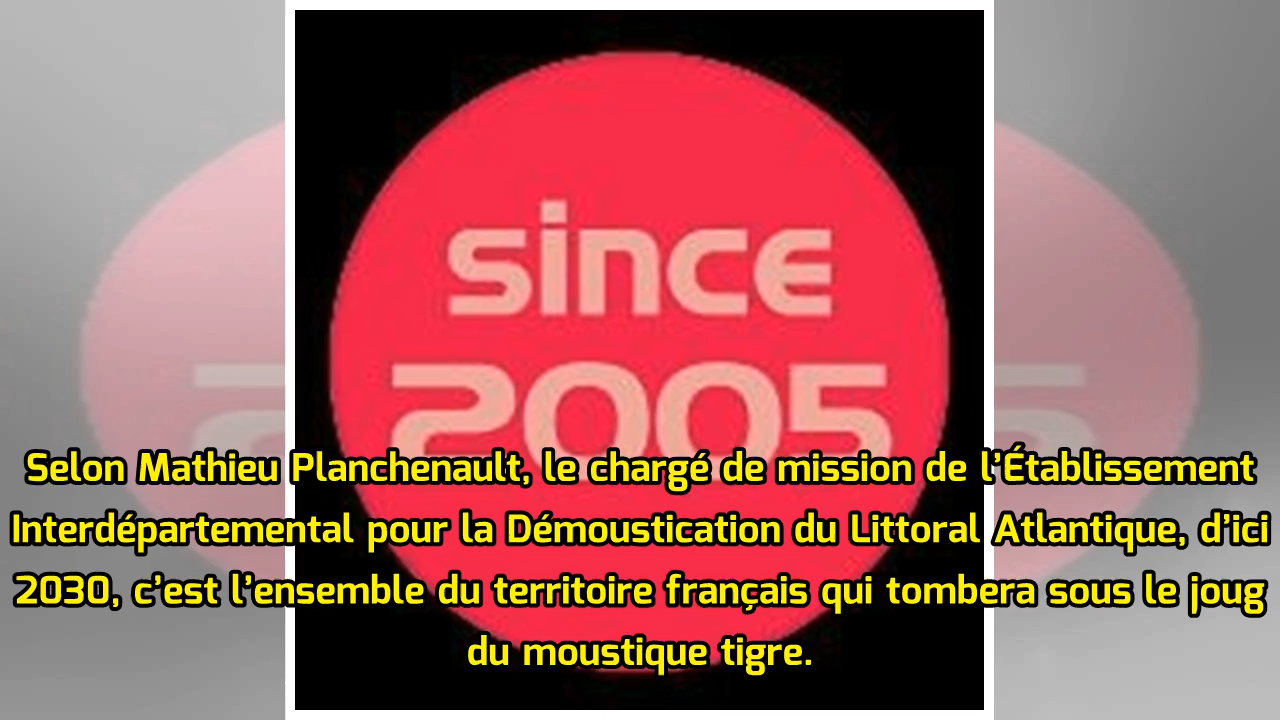 since
2005
Selon Mathieu Planchenault, le chargé de mission de l’Établissement
Interdépartemental pour la Démoustication du Littoral Atlantique, d’ici
2030, c’est l’ensemble du territoire français qui tombera sous le joug
du moustique tigre.